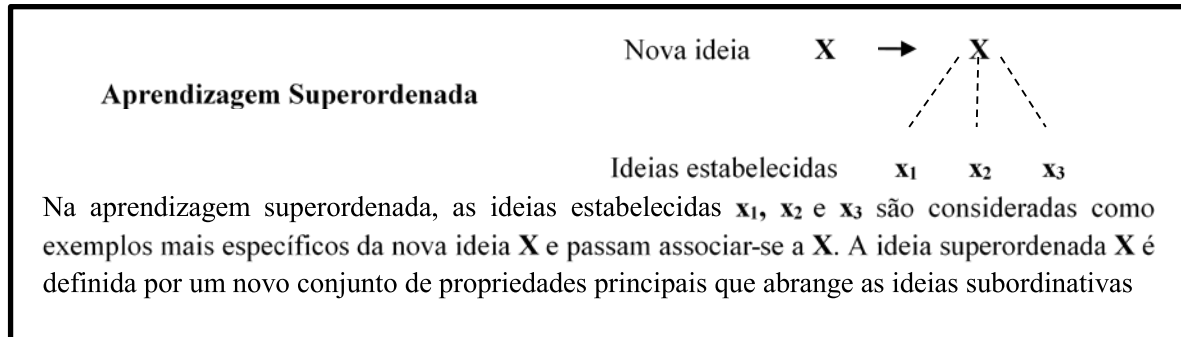 Nova ideia X → X
Aprendizagem Superordenada
Ideias estabelecidas x₁ x₂ x₃
Na aprendizagem superordenada, as ideias estabelecidas x₁, x₂ e x₃ são consideradas como
exemplos mais específicos da nova ideia X e passam associar-se a X. A ideia superordenada X é
definida por um novo conjunto de propriedades principais que abrange as ideias subordinativas